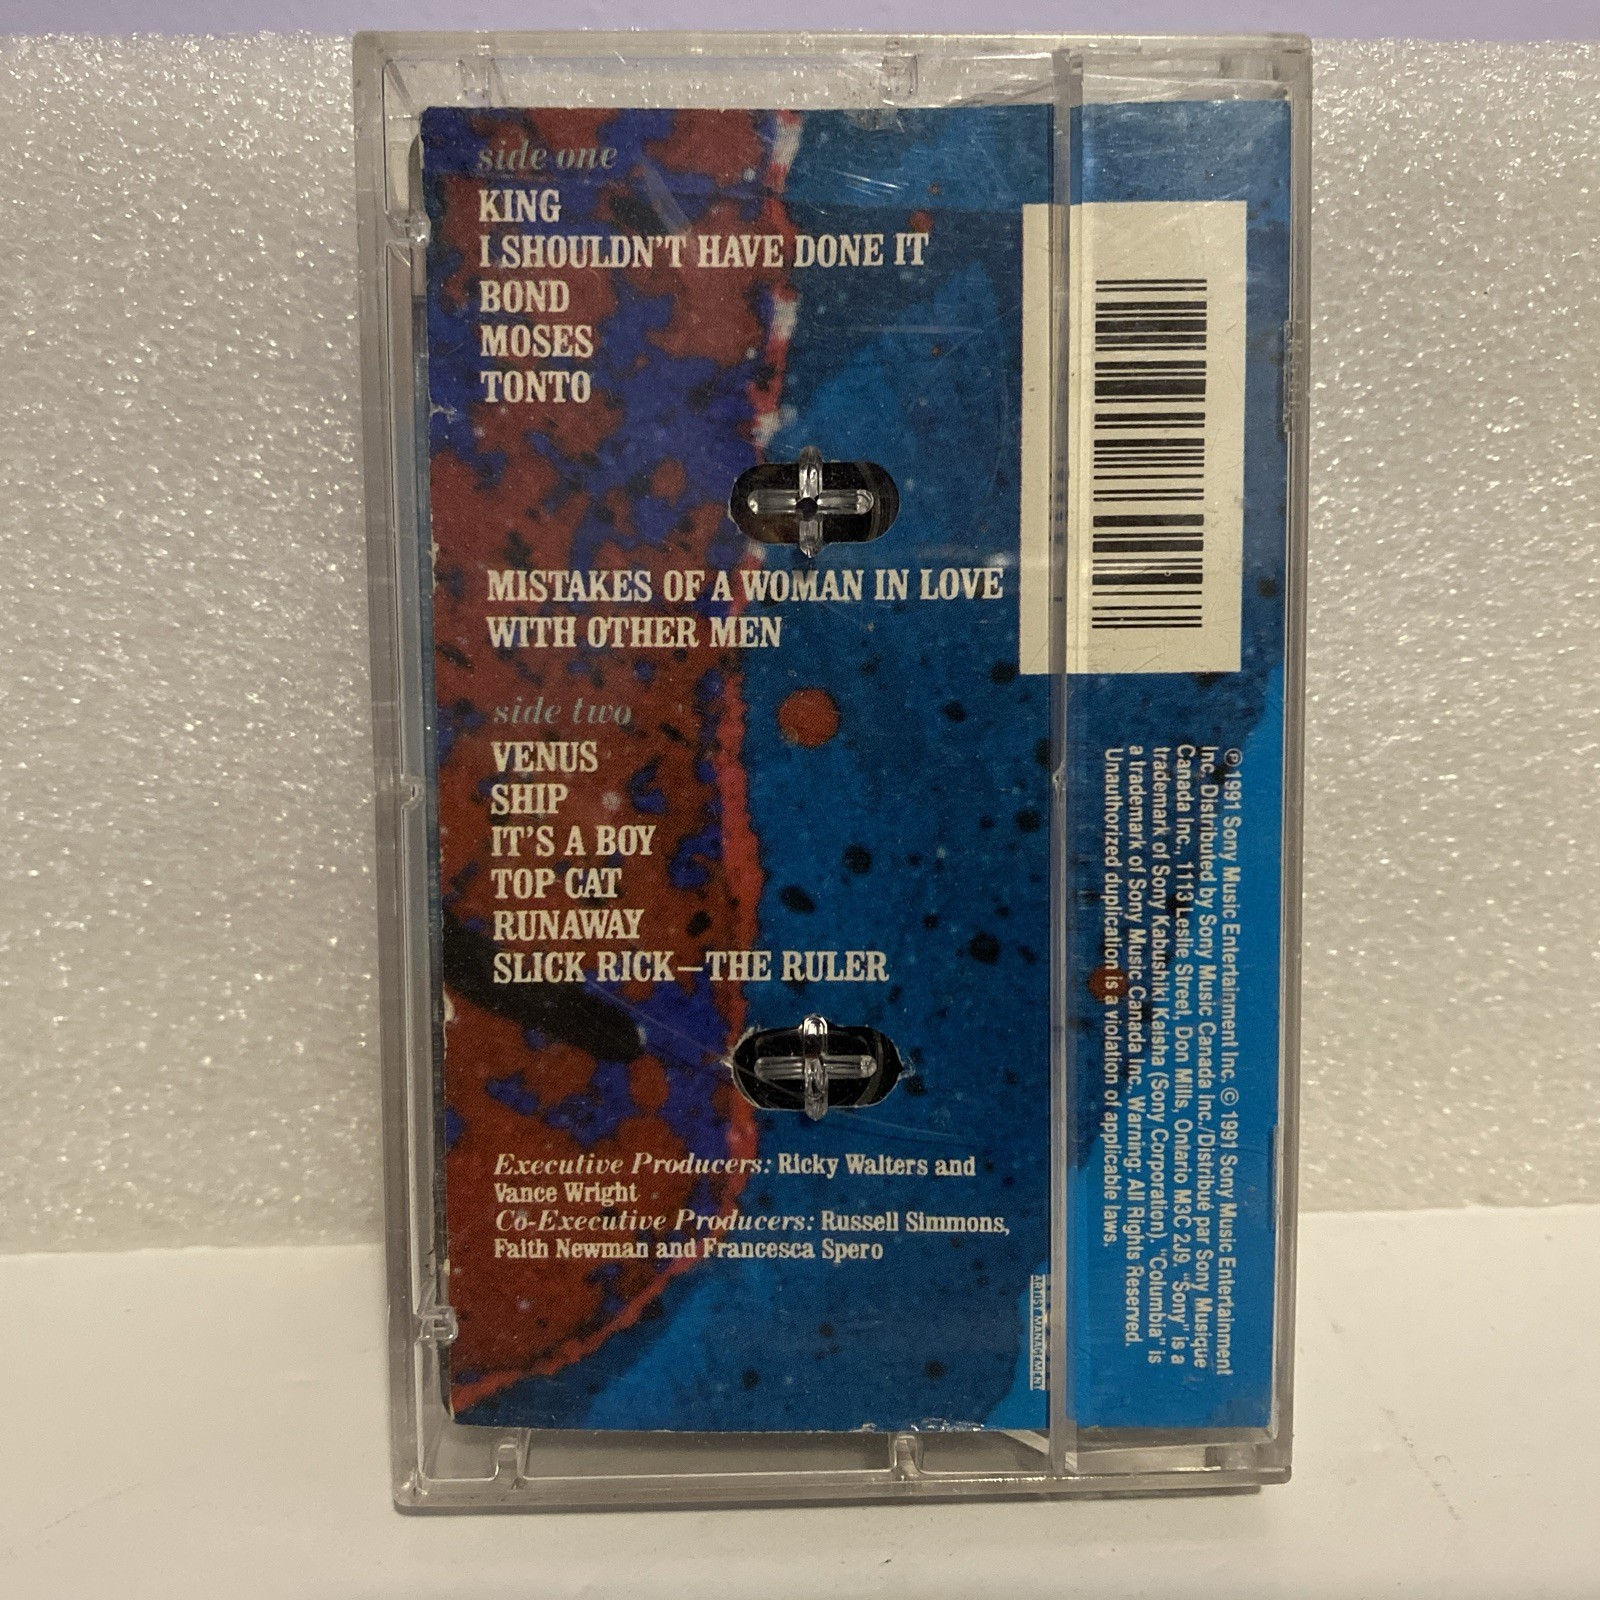 side one
KING
I SHOULDN'T HAVE DONE IT
BOND
MOSES
TONTO
MISTAKES OF A WOMAN IN LOVE
WITH OTHER MEN
side two
VENUS
SHIP
IT'S A BOY
TOP CAT
RUNAWAY
SLICK RICK—THE RULER
Executive Producers: Ricky Walters and
Vance Wright
Co-Executive Producers: Russell Simmons,
Faith Newman and Francesca Spero
ARTIST MANAGEMENT
℗ 1991 Sony Music Entertainment Inc. © 1991 Sony Music Entertainment
Inc. Distributed by Sony Music Canada Inc./Distribué par Sony Musique
Canada Inc., 1113 Leslie Street, Don Mills, Ontario M3C 2J9. "Sony" is a
trademark of Sony Kabushiki Kaisha (Sony Corporation). "Columbia" is
a trademark of Sony Music Canada Inc. Warning: All Rights Reserved.
Unauthorized duplication is a violation of applicable laws.